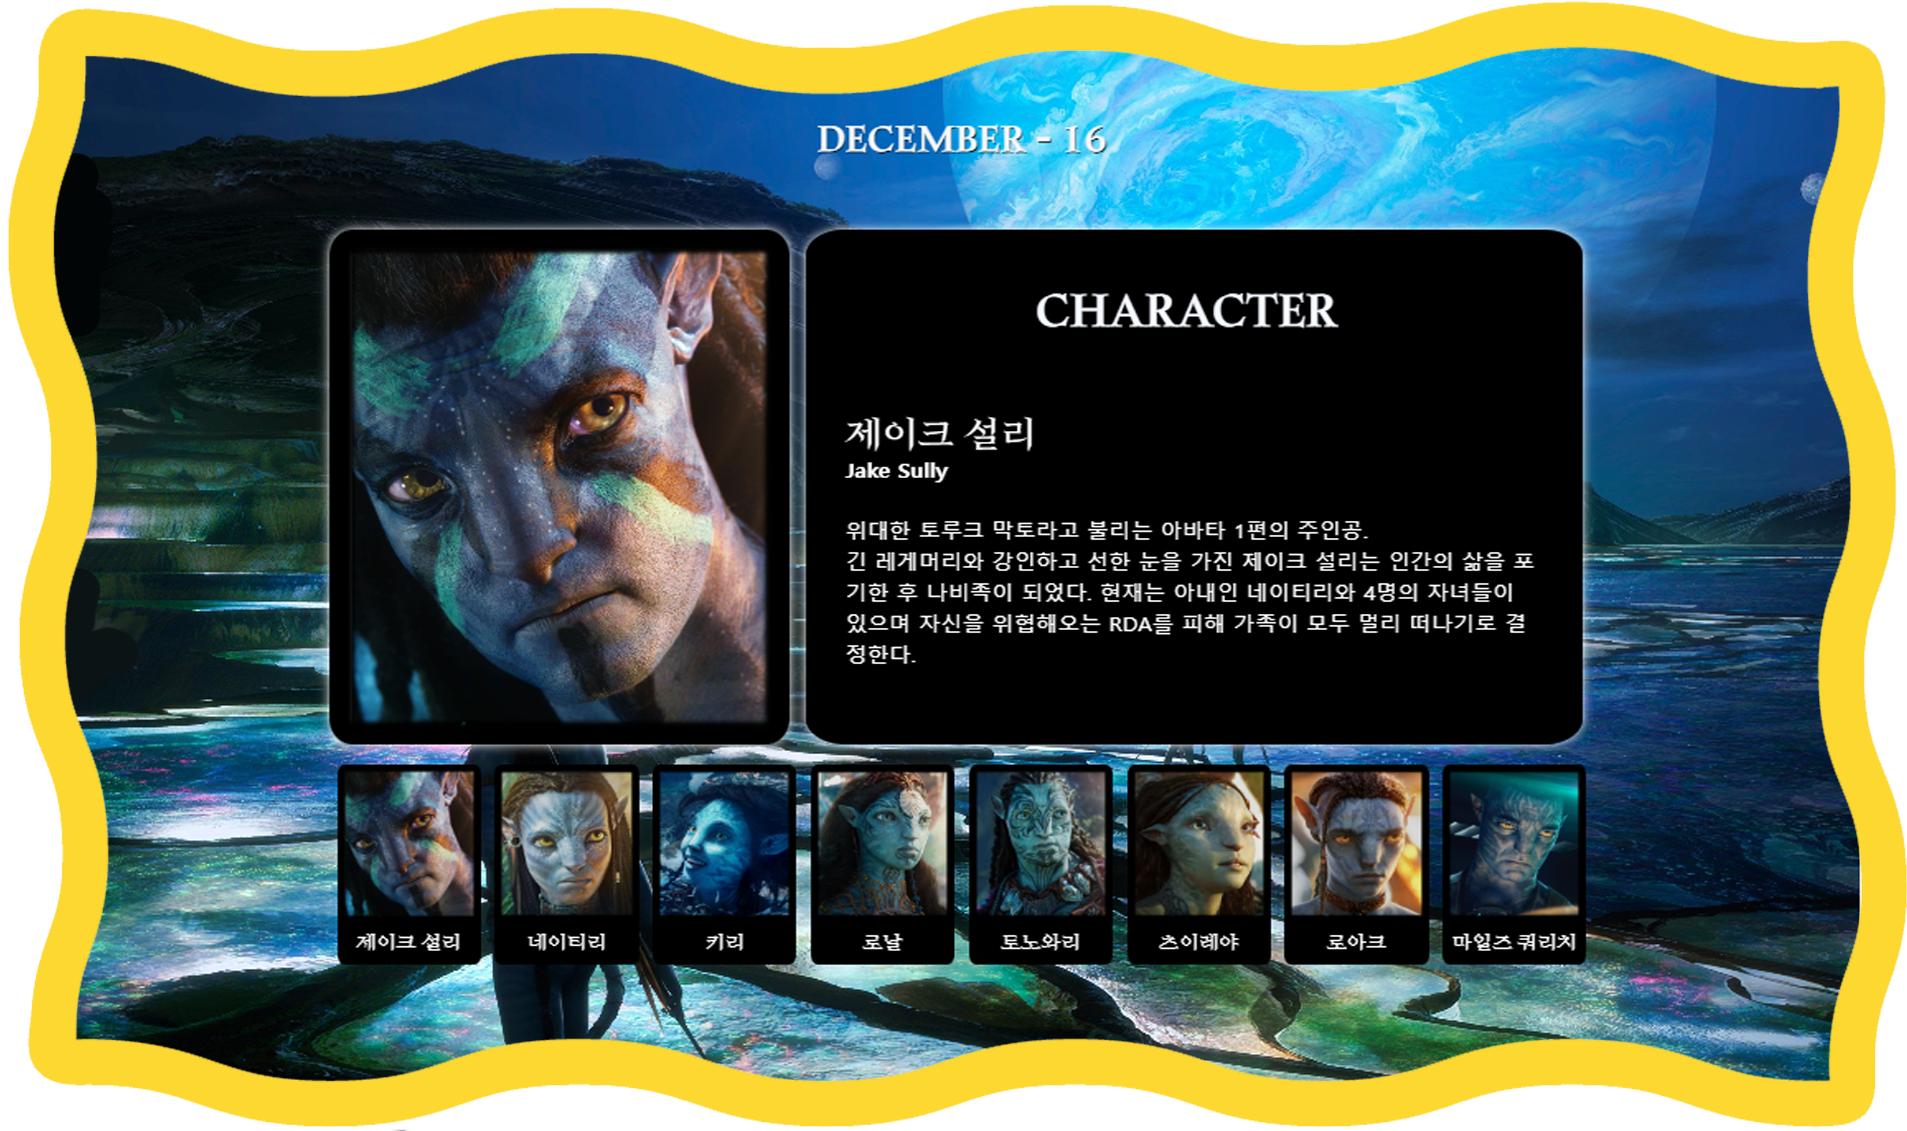 DECEMBER - 16
CHARACTER
제이크 설리
Jake Sully
위대한 토루크 막토라고 불리는 아바타 1편의 주인공.
긴 레게머리와 강인하고 선한 눈을 가진 제이크 설리는 인간의 삶을 포
기한 후 나비족이 되었다. 현재는 아내인 네이티리와 4명의 자녀들이
있으며 자신을 위협해오는 RDA를 피해 가족이 모두 멀리 떠나기로 결
정한다.
제이크 설리
네이티리
키리
로날
토노와리
츠이레야
로아크
마일즈 쿼리치